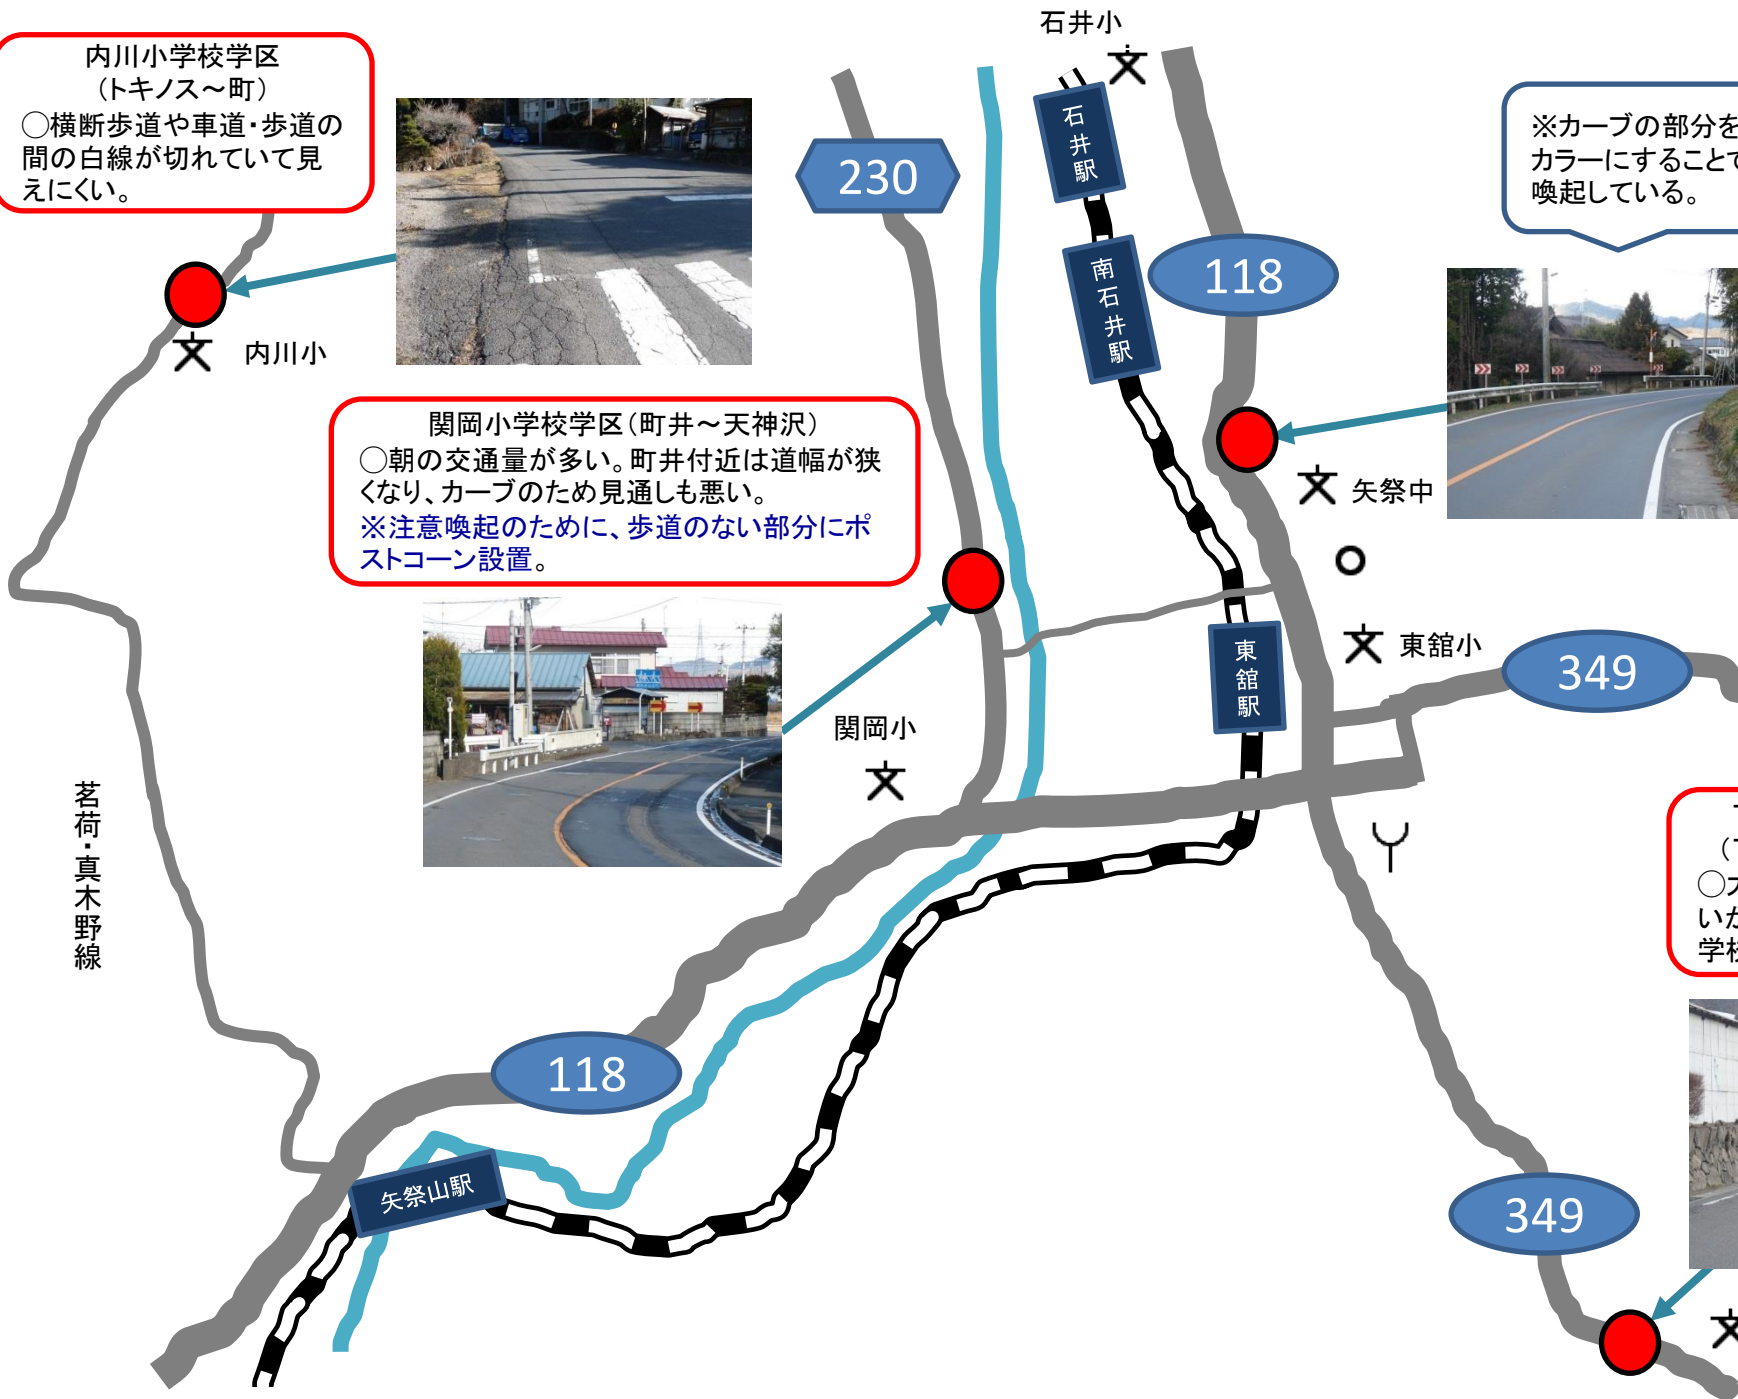 石井小
内川小学校学区
（トキノス～町）
○横断歩道や車道・歩道の
間の白線が切れていて見
えにくい。
230
石井駅
※カーブの部分を
カラーにすることで
喚起している。
南石井駅
118
内川小
関岡小学校学区（町井～天神沢）
○朝の交通量が多い。町井付近は道幅が狭
くなり、カーブのため見通しも悪い。
※注意喚起のために、歩道のない部分にポ
ストコーン設置。
矢祭中
東舘小
東舘駅
349
関岡小
茗荷・真木野線
学校
118
矢祭山駅
349